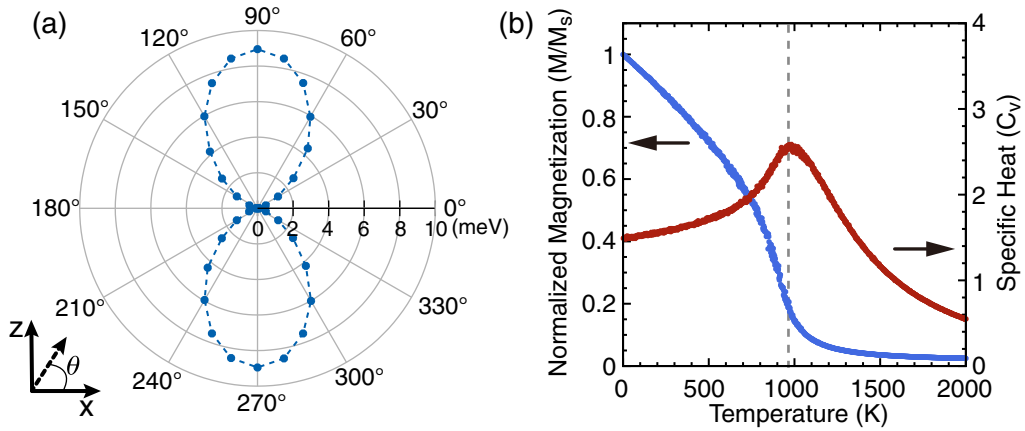 (a)
90°
120°
60°
150°
30°
180°
0°
0 2 4 6 8 10 (meV)
210°
330°
240°
300°
270°
Z
θ
X
(b)
Normalized Magnetization (M/Mₛ)
1
0.8
0.6
0.4
0.2
0
0 500 1000 1500 2000
Temperature (K)
4
3
2
1
0
Specific Heat (Cᵥ)